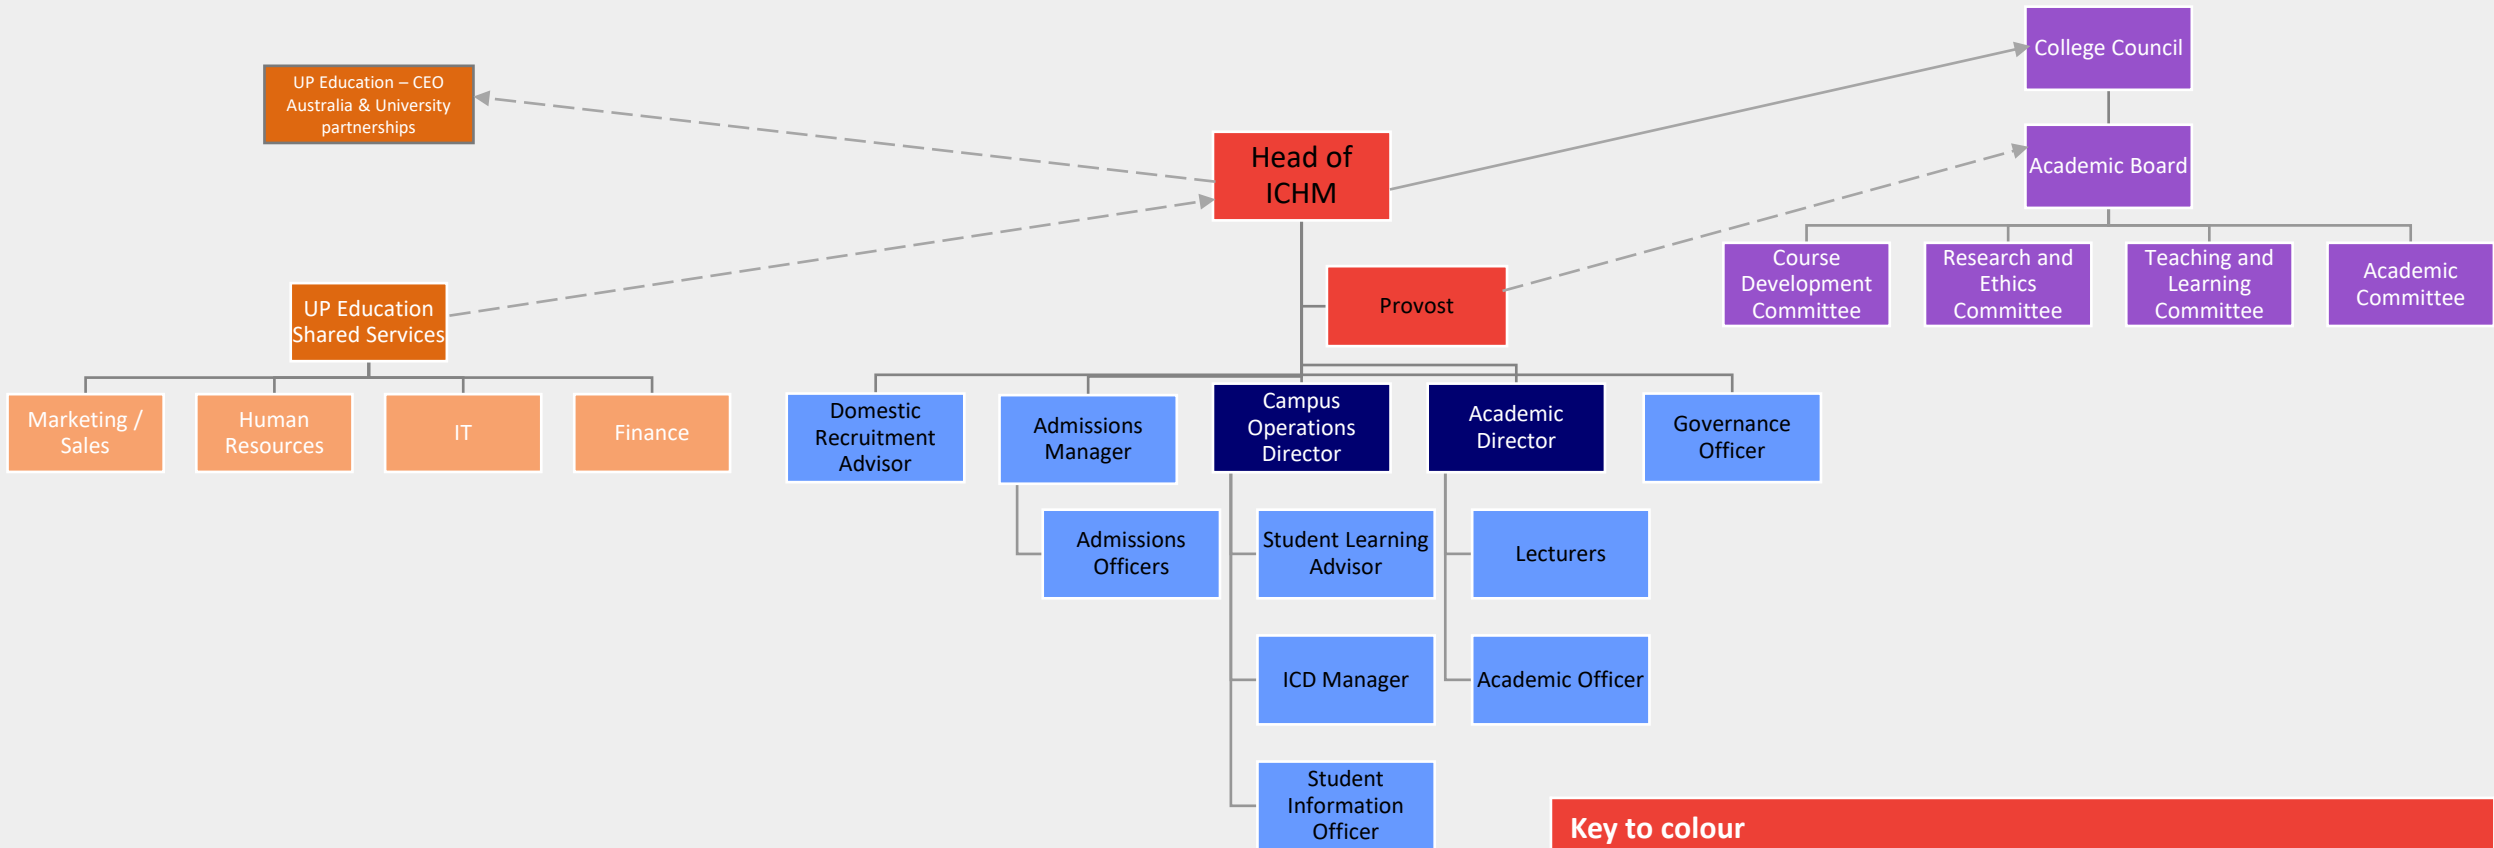 College Council
UP Education – CEO
Australia & University
partnerships
Head of
ICHM
Academic Board
Course
Development
Committee
Research and
Ethics
Committee
Teaching and
Learning
Committee
Academic
Committee
Provost
UP Education
Shared Services
Marketing /
Sales
Human
Resources
IT
Finance
Domestic
Recruitment
Advisor
Admissions
Manager
Campus
Operations
Director
Academic
Director
Governance
Officer
Admissions
Officers
Student Learning
Advisor
Lecturers
ICD Manager
Academic Officer
Student
Information
Officer
Key to colour